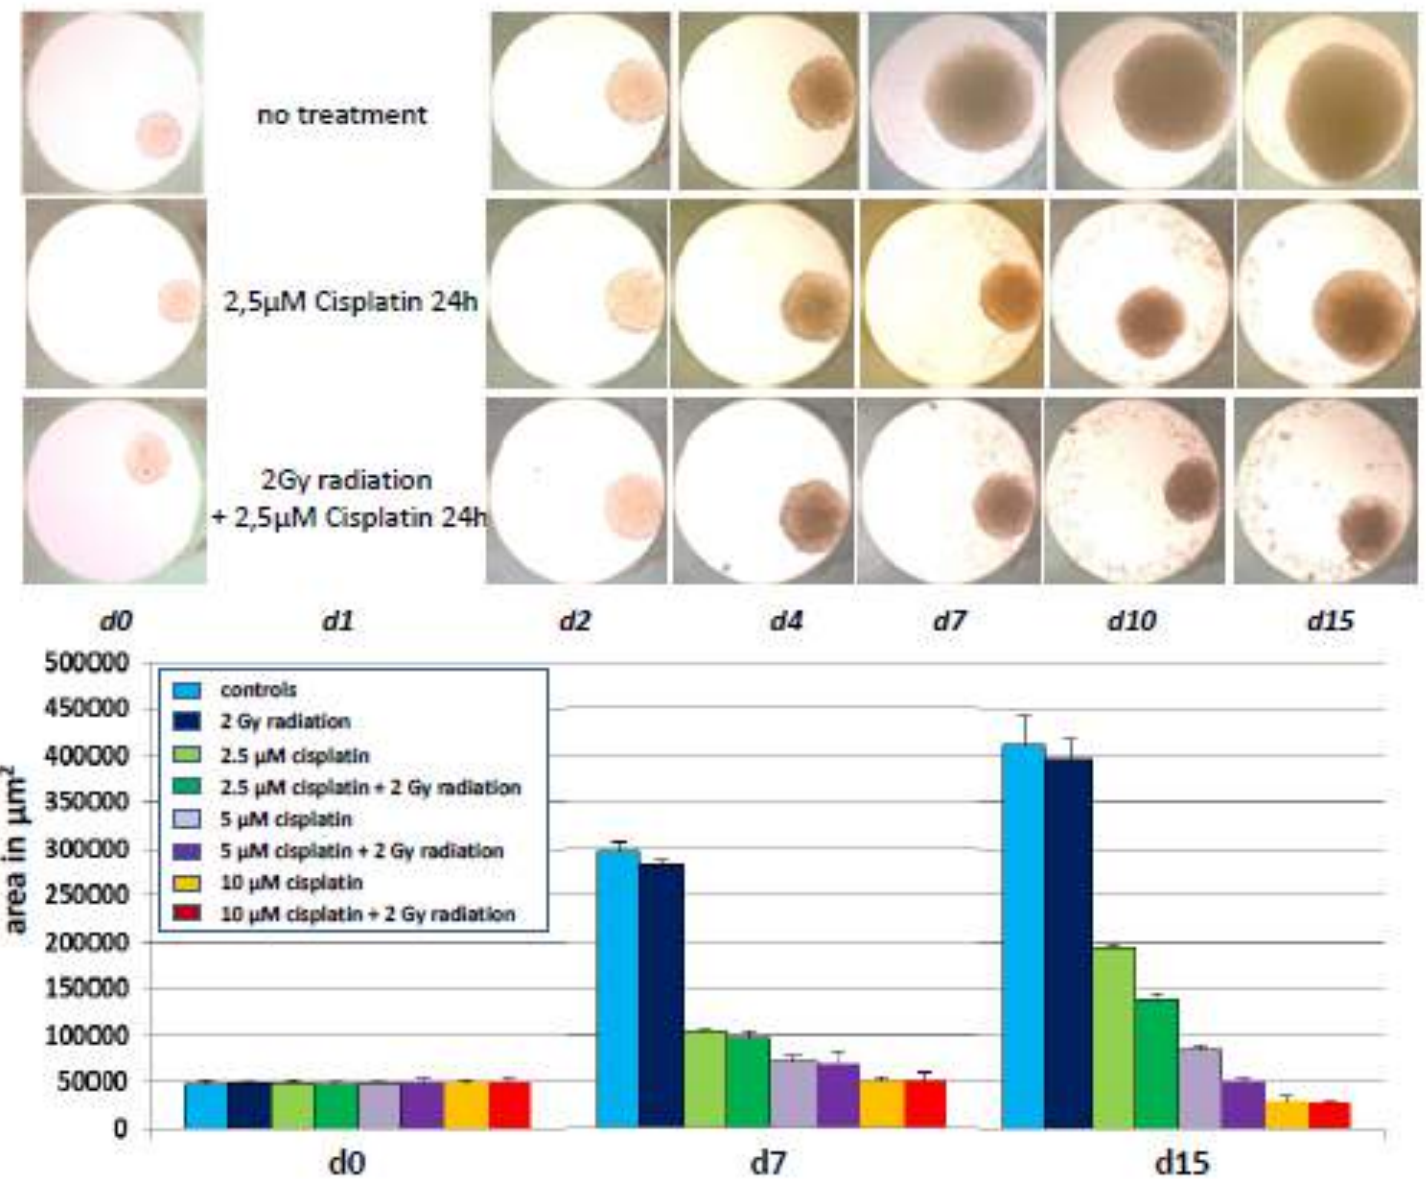 no treatment
2,5µM Cisplatin 24h
2Gy radiation
+ 2,5µM Cisplatin 24h
d0 d1 d2 d4 d7 d10 d15
500000
450000
400000
350000
300000
250000
200000
150000
100000
50000
0
area in µm²
controls
2 Gy radiation
2.5 µM cisplatin
2.5 µM cisplatin + 2 Gy radiation
5 µM cisplatin
5 µM cisplatin + 2 Gy radiation
10 µM cisplatin
10 µM cisplatin + 2 Gy radiation
d0 d7 d15